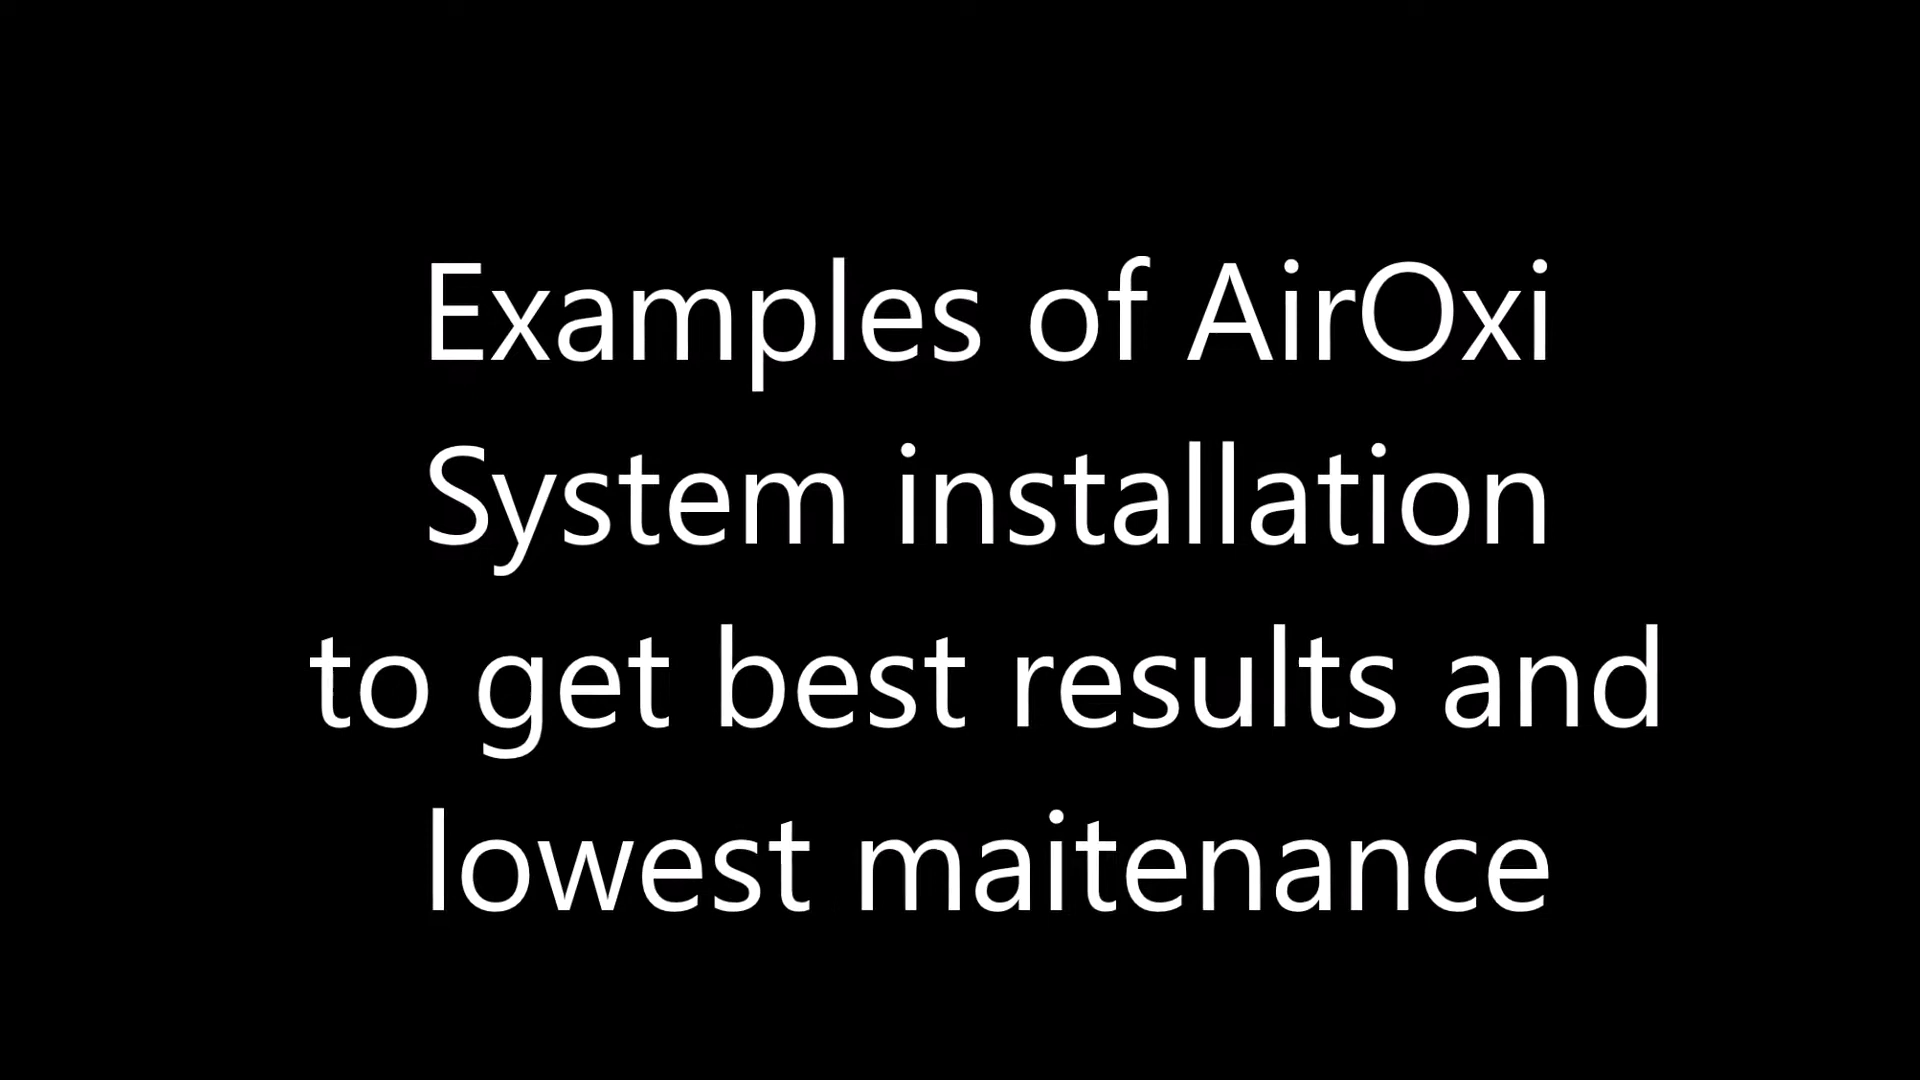 Examples of AirOxi
System installation
to get best results and
lowest maitenance